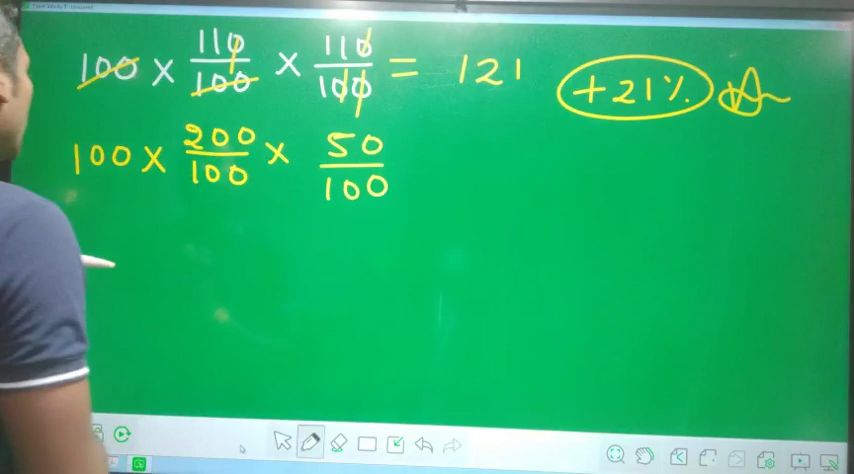 100 × 110/100 × 110/100 = 121 +21%
100 × 200/100 × 50/100